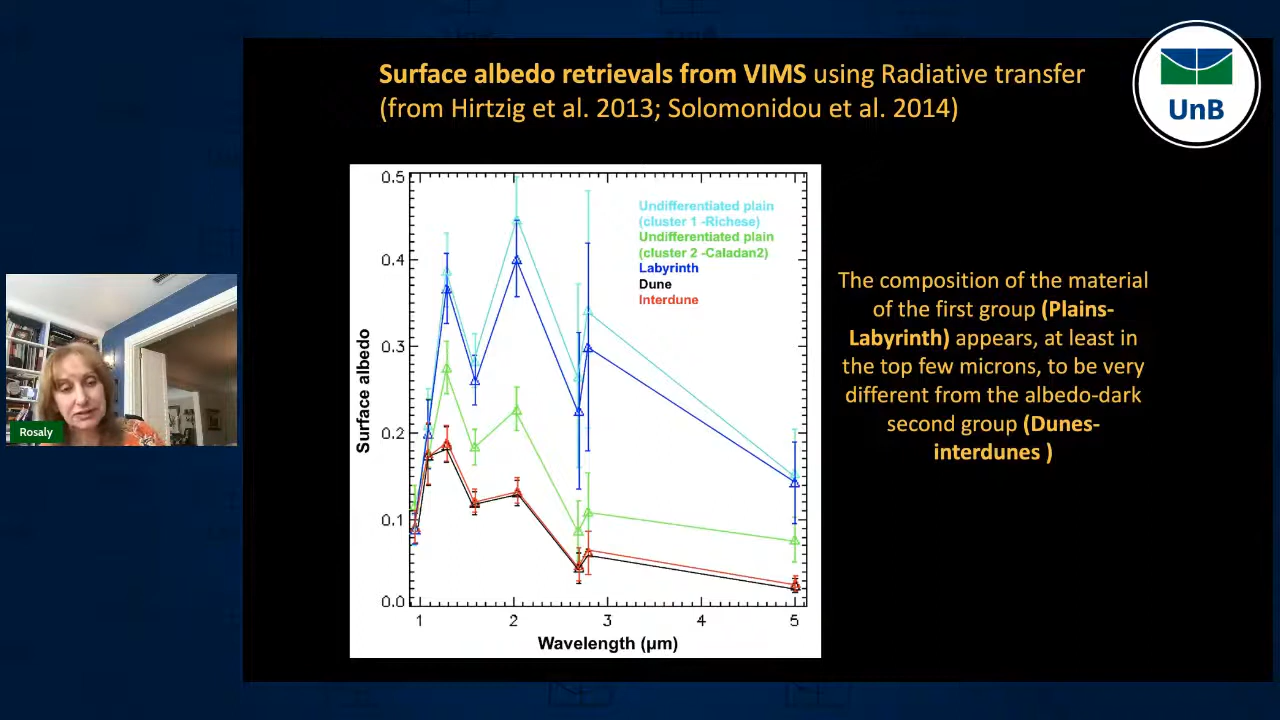 Surface albedo retrievals from VIMS using Radiative transfer
(from Hirtzig et al. 2013; Solomonidou et al. 2014)
UnB
0.5
0.4
0.3
0.2
0.1
0.0
Surface albedo
Undifferentiated plain
(cluster 1 -Richese)
Undifferentiated plain
(cluster 2 -Caladan2)
Labyrinth
Dune
Interdune
1 2 3 4 5
Wavelength (μm)
The composition of the material
of the first group (Plains-
Labyrinth) appears, at least in
the top few microns, to be very
different from the albedo-dark
second group (Dunes-
interdunes )
Rosaly